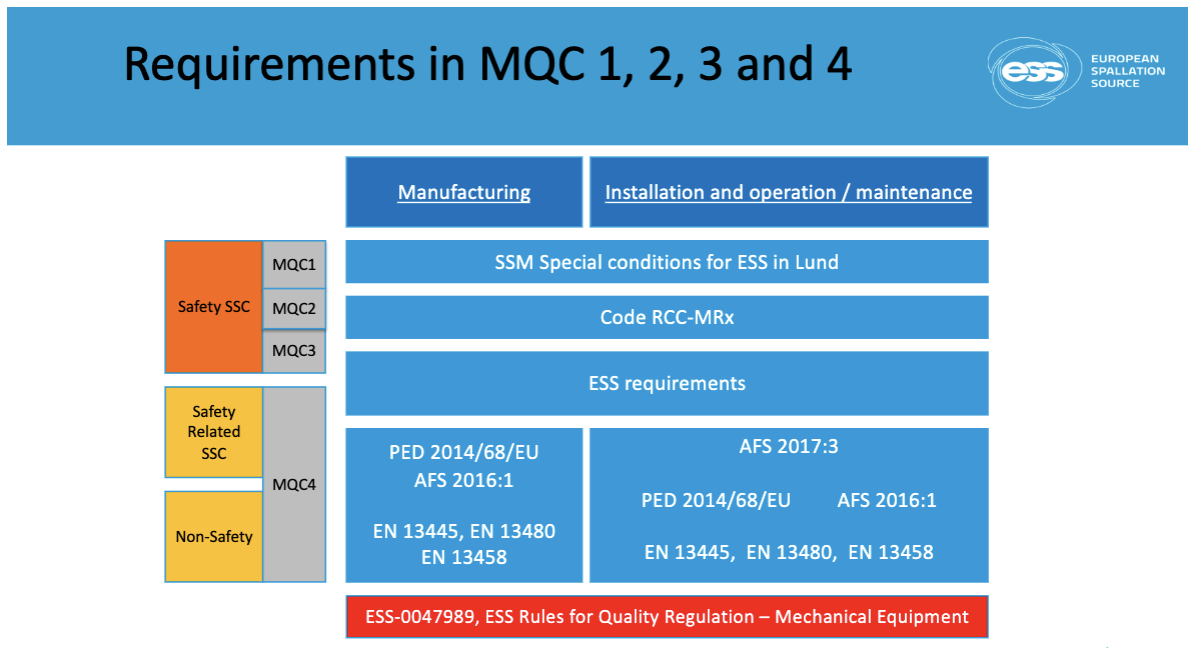 Requirements in MQC 1, 2, 3 and 4
ess
EUROPEAN
SPALLATION
SOURCE
Manufacturing
Installation and operation / maintenance
Safety SSC
MQC1
MQC2
MQC3
SSM Special conditions for ESS in Lund
Code RCC-MRx
ESS requirements
Safety
Related
SSC
Non-Safety
MQC4
PED 2014/68/EU
AFS 2016:1
EN 13445, EN 13480
EN 13458
AFS 2017:3
PED 2014/68/EU AFS 2016:1
EN 13445, EN 13480, EN 13458
ESS-0047989, ESS Rules for Quality Regulation – Mechanical Equipment